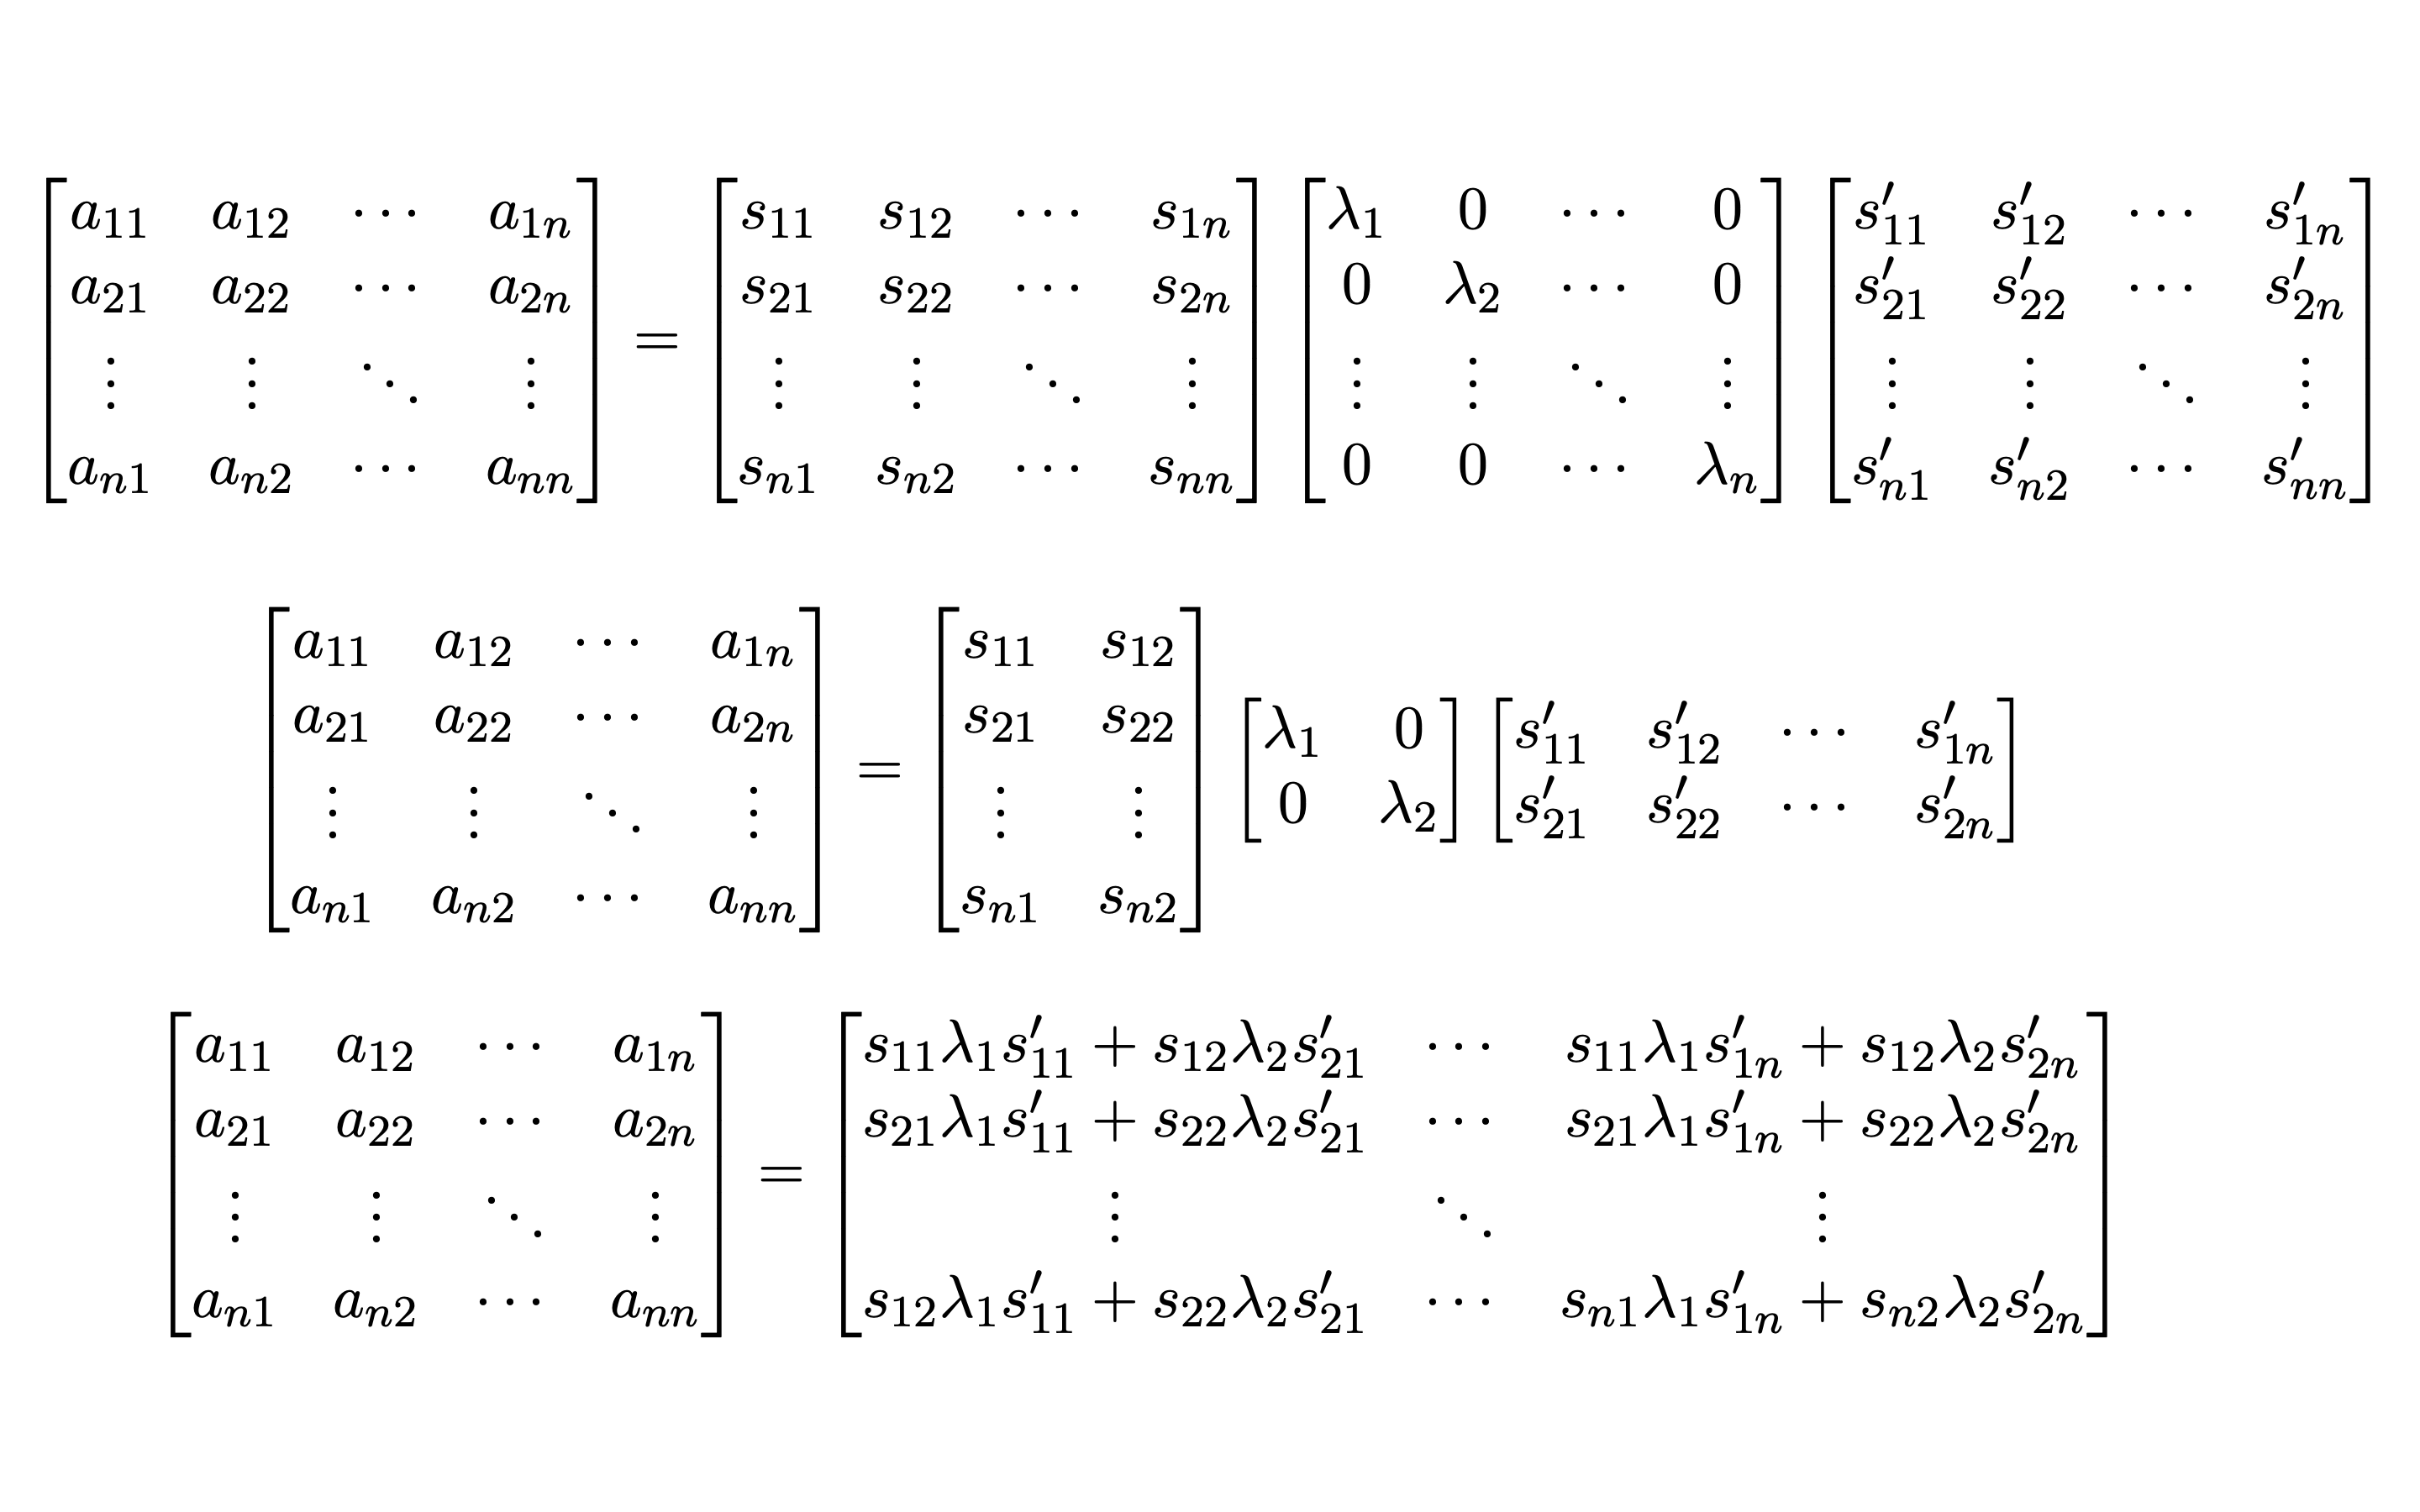 \begin{bmatrix} a_{11} & a_{12} & \cdots & a_{1n} \\ a_{21} & a_{22} & \cdots & a_{2n} \\ \vdots & \vdots & \ddots & \vdots \\ a_{n1} & a_{n2} & \cdots & a_{nn} \end{bmatrix} = \begin{bmatrix} s_{11} & s_{12} & \cdots & s_{1n} \\ s_{21} & s_{22} & \cdots & s_{2n} \\ \vdots & \vdots & \ddots & \vdots \\ s_{n1} & s_{n2} & \cdots & s_{nn} \end{bmatrix} \begin{bmatrix} \lambda_1 & 0 & \cdots & 0 \\ 0 & \lambda_2 & \cdots & 0 \\ \vdots & \vdots & \ddots & \vdots \\ 0 & 0 & \cdots & \lambda_n \end{bmatrix} \begin{bmatrix} s'_{11} & s'_{12} & \cdots & s'_{1n} \\ s'_{21} & s'_{22} & \cdots & s'_{2n} \\ \vdots & \vdots & \ddots & \vdots \\ s'_{n1} & s'_{n2} & \cdots & s'_{nn} \end{bmatrix}
\begin{bmatrix} a_{11} & a_{12} & \cdots & a_{1n} \\ a_{21} & a_{22} & \cdots & a_{2n} \\ \vdots & \vdots & \ddots & \vdots \\ a_{n1} & a_{n2} & \cdots & a_{nn} \end{bmatrix} = \begin{bmatrix} s_{11} & s_{12} \\ s_{21} & s_{22} \\ \vdots & \vdots \\ s_{n1} & s_{n2} \end{bmatrix} \begin{bmatrix} \lambda_1 & 0 \\ 0 & \lambda_2 \end{bmatrix} \begin{bmatrix} s'_{11} & s'_{12} & \cdots & s'_{1n} \\ s'_{21} & s'_{22} & \cdots & s'_{2n} \end{bmatrix}
\begin{bmatrix} a_{11} & a_{12} & \cdots & a_{1n} \\ a_{21} & a_{22} & \cdots & a_{2n} \\ \vdots & \vdots & \ddots & \vdots \\ a_{n1} & a_{n2} & \cdots & a_{nn} \end{bmatrix} = \begin{bmatrix} s_{11}\lambda_1 s'_{11} + s_{12}\lambda_2 s'_{21} & \cdots & s_{11}\lambda_1 s'_{1n} + s_{12}\lambda_2 s'_{2n} \\ s_{21}\lambda_1 s'_{11} + s_{22}\lambda_2 s'_{21} & \cdots & s_{21}\lambda_1 s'_{1n} + s_{22}\lambda_2 s'_{2n} \\ \vdots & \ddots & \vdots \\ s_{12}\lambda_1 s'_{11} + s_{22}\lambda_2 s'_{21} & \cdots & s_{n1}\lambda_1 s'_{1n} + s_{n2}\lambda_2 s'_{2n} \end{bmatrix}